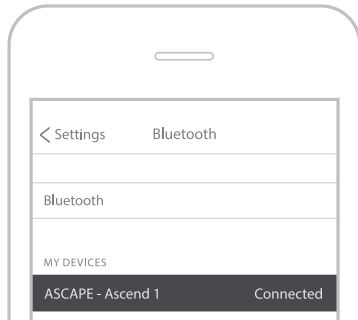 < Settings Bluetooth
Bluetooth
MY DEVICES
ASCAPE - Ascend 1 Connected